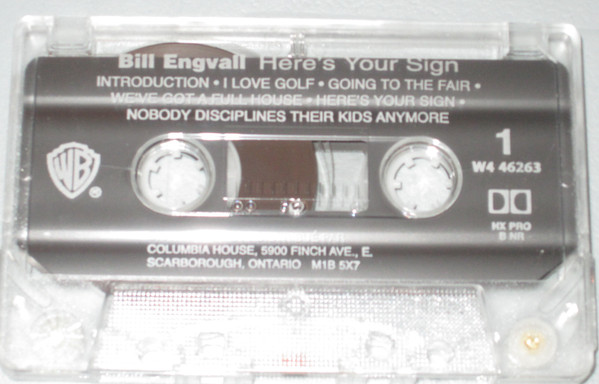 Bill Engvall Here's Your Sign
INTRODUCTION • I LOVE GOLF • GOING TO THE FAIR •
WE'VE GOT A FULL HOUSE • HERE'S YOUR SIGN •
NOBODY DISCIPLINES THEIR KIDS ANYMORE
1
W4 46263
WB
®
HX PRO
B NR
COLUMBIA HOUSE, 5900 FINCH AVE., E.
SCARBOROUGH, ONTARIO M1B 5X7